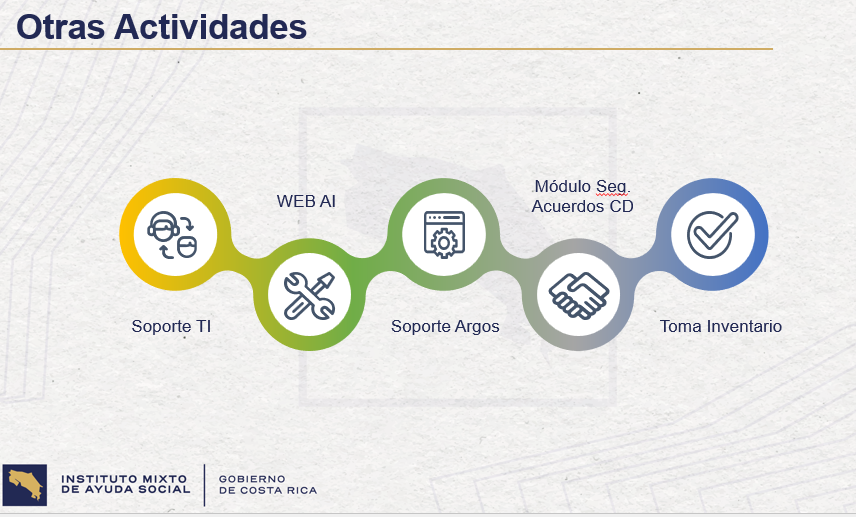 Otras Actividades
WEB AI
Módulo Seg.
Acuerdos CD
Soporte TI
Soporte Argos
Toma Inventario
INSTITUTO MIXTO
DE AYUDA SOCIAL
GOBIERNO
DE COSTA RICA